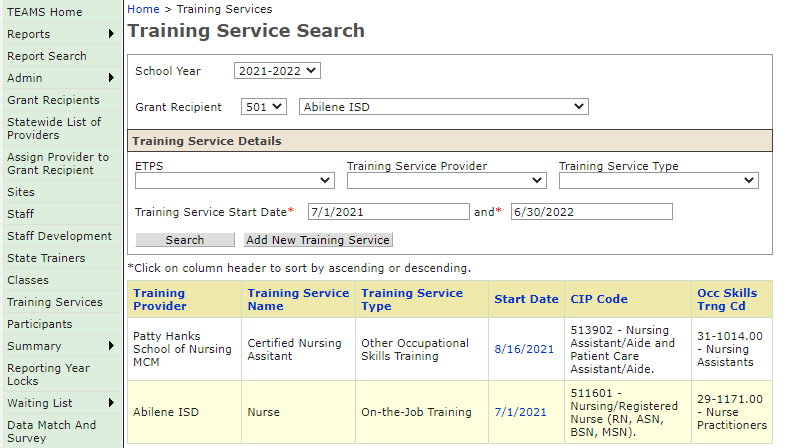 TEAMS Home
Reports
Report Search
Admin
Grant Recipients
Statewide List of
Providers
Assign Provider to
Grant Recipient
Sites
Staff
Staff Development
State Trainers
Classes
Training Services
Participants
Summary
Reporting Year
Locks
Waiting List
Data Match And
Survey
Home > Training Services
Training Service Search
School Year 2021-2022
Grant Recipient 501 Abilene ISD
Training Service Details
ETPS Training Service Provider Training Service Type
Training Service Start Date* 7/1/2021 and* 6/30/2022
Search Add New Training Service
*Click on column header to sort by ascending or descending.
Training
Provider
Training Service
Name
Training Service
Type
Start Date
CIP Code
Occ Skills
Trng Cd
Patty Hanks
School of Nursing
MCM
Certified Nursing
Assitant
Other Occupational
Skills Training
8/16/2021
513902 - Nursing
Assistant/Aide and
Patient Care
Assistant/Aide.
31-1014.00
- Nursing
Assistants
Abilene ISD
Nurse
On-the-Job Training
7/1/2021
511601 -
Nursing/Registered
Nurse (RN, ASN,
BSN, MSN).
29-1171.00
- Nurse
Practitioners